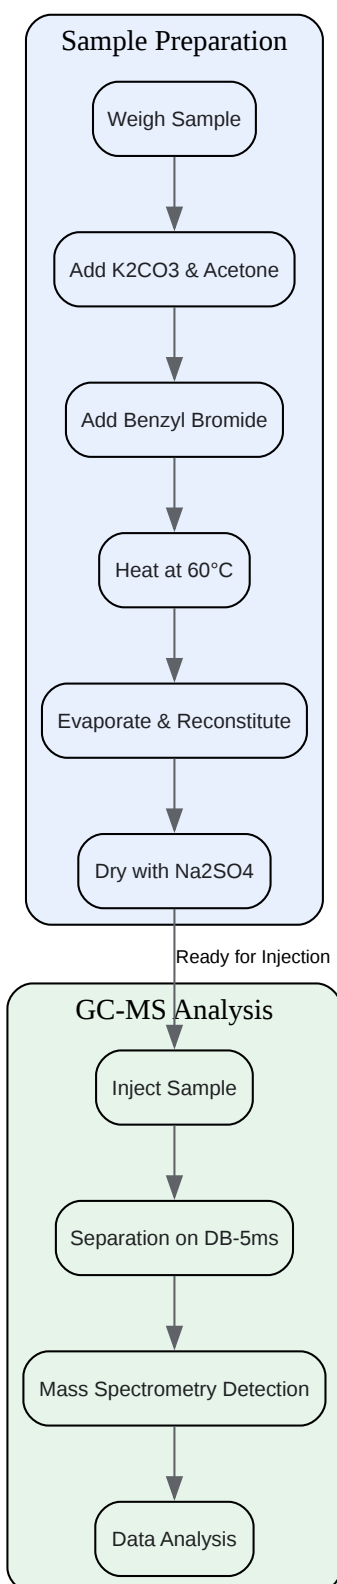 Sample Preparation
Weigh Sample
Add K2CO3 & Acetone
Add Benzyl Bromide
Heat at 60°C
Evaporate & Reconstitute
Dry with Na2SO4
Ready for Injection
GC-MS Analysis
Inject Sample
Separation on DB-5ms
Mass Spectrometry Detection
Data Analysis